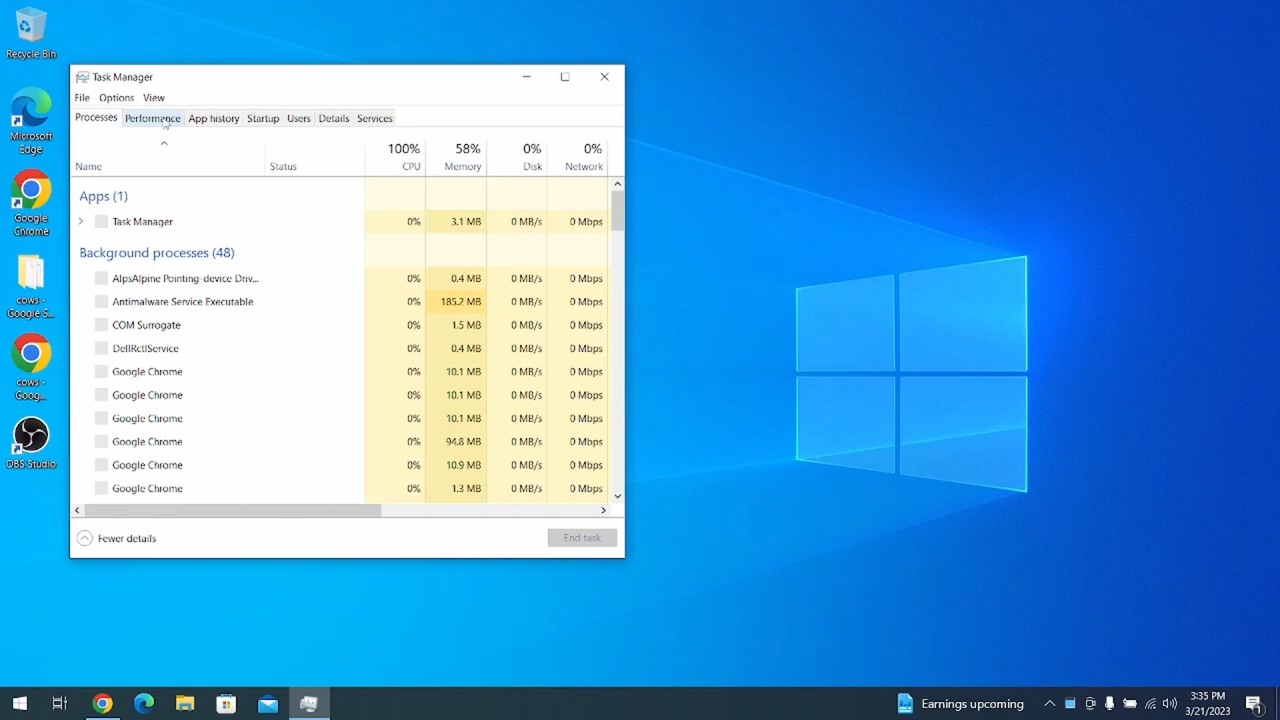 Recycle Bin
Microsoft
Edge
Google
Chrome
cows -
Google S...
cows -
Goog...
OBS Studio
Task Manager
File Options View
Processes Performance App history Startup Users Details Services
100% 58% 0% 0%
Name Status CPU Memory Disk Network
Apps (1)
Task Manager 0% 3.1 MB 0 MB/s 0 Mbps
Background processes (48)
AlpsAlpine Pointing-device Driv... 0% 0.4 MB 0 MB/s 0 Mbps
Antimalware Service Executable 0% 185.2 MB 0 MB/s 0 Mbps
COM Surrogate 0% 1.5 MB 0 MB/s 0 Mbps
DellRctlService 0% 0.4 MB 0 MB/s 0 Mbps
Google Chrome 0% 10.1 MB 0 MB/s 0 Mbps
Google Chrome 0% 10.1 MB 0 MB/s 0 Mbps
Google Chrome 0% 10.1 MB 0 MB/s 0 Mbps
Google Chrome 0% 94.8 MB 0 MB/s 0 Mbps
Google Chrome 0% 10.9 MB 0 MB/s 0 Mbps
Google Chrome 0% 1.3 MB 0 MB/s 0 Mbps
Fewer details End task
Earnings upcoming
3:35 PM
3/21/2023
1